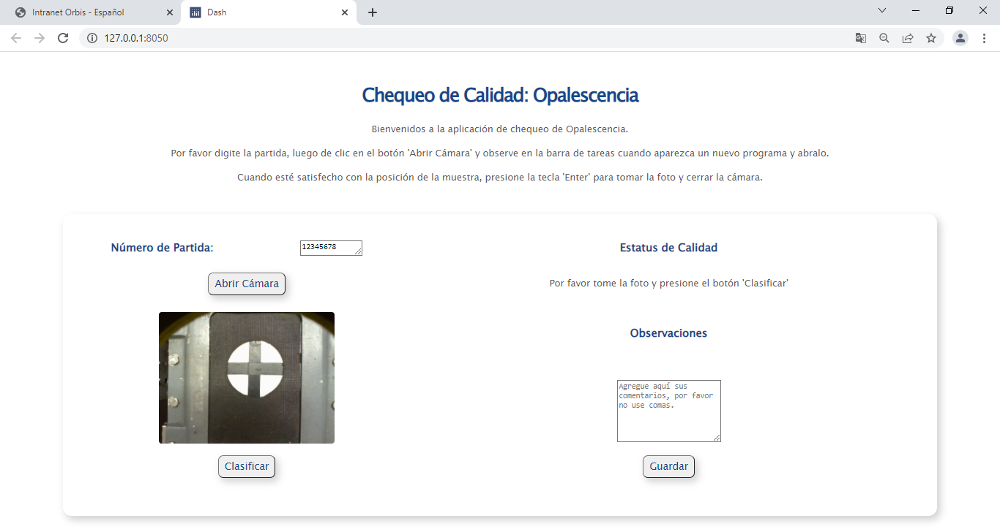 Intranet Orbis - Español
Dash
127.0.0.1:8050
Chequeo de Calidad: Opalescencia
Bienvenidos a la aplicación de chequeo de Opalescencia.
Por favor digite la partida, luego de clic en el botón 'Abrir Cámara' y observe en la barra de tareas cuando aparezca un nuevo programa y abralo.
Cuando esté satisfecho con la posición de la muestra, presione la tecla 'Enter' para tomar la foto y cerrar la cámara.
Número de Partida:
12345678
Abrir Cámara
Clasificar
Estatus de Calidad
Por favor tome la foto y presione el botón 'Clasificar'
Observaciones
Agregue aquí sus
comentarios, por favor
no use comas.
Guardar